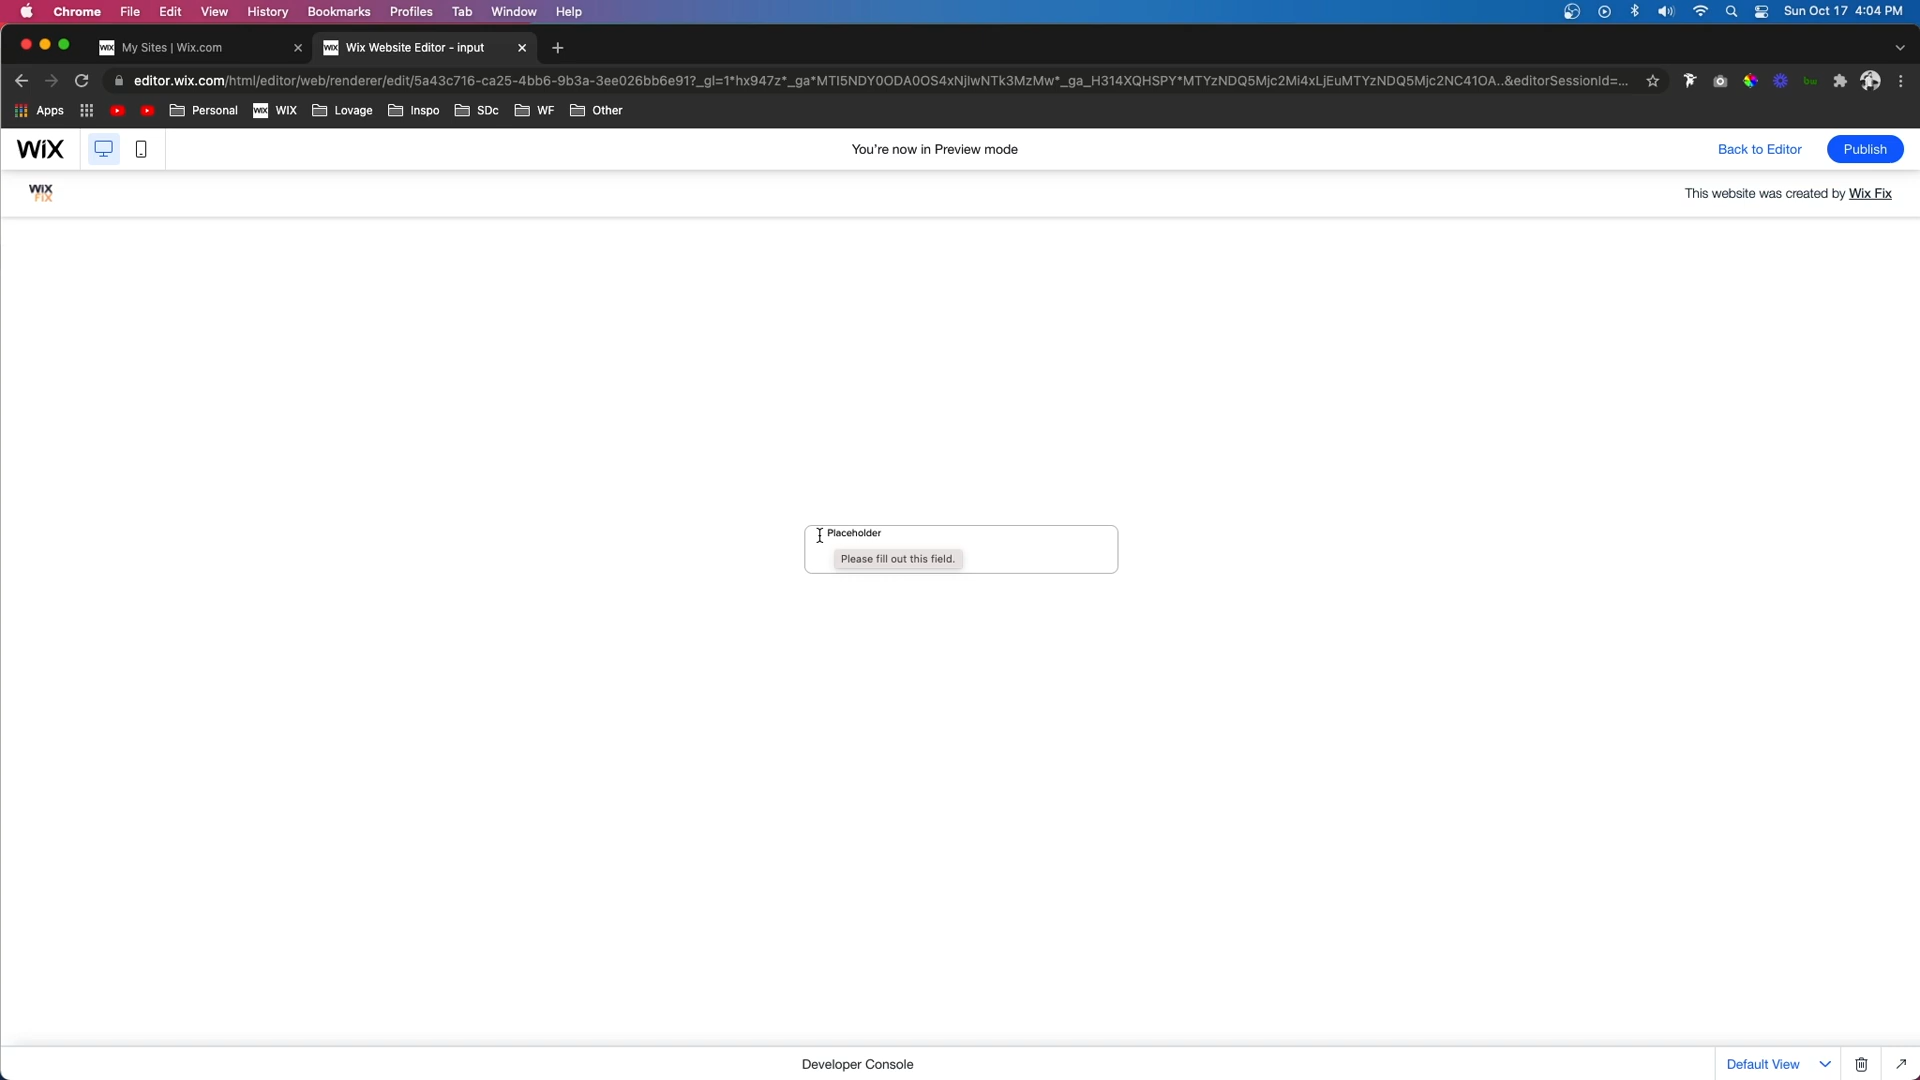 Chrome File Edit View History Bookmarks Profiles Tab Window Help Sun Oct 17 4:04 PM
WIX My Sites | Wix.com WIX Wix Website Editor - input
editor.wix.com/html/editor/web/renderer/edit/5a43c716-ca25-4bb6-9b3a-3ee026bb6e91?_gl=1*hx947z*_ga*MTI5NDY0ODA0OS4xNjIwNTk3MzMw*_ga_H314XQHSPY*MTYzNDQ5Mjc2Mi4xLjEuMTYzNDQ5Mjc2NC41OA..&editorSessionId=...
Apps Personal WIX WIX Lovage Inspo SDc WF Other
WIX You're now in Preview mode Back to Editor Publish
WIX
FIX
This website was created by Wix Fix
Placeholder
Please fill out this field.
Developer Console Default View